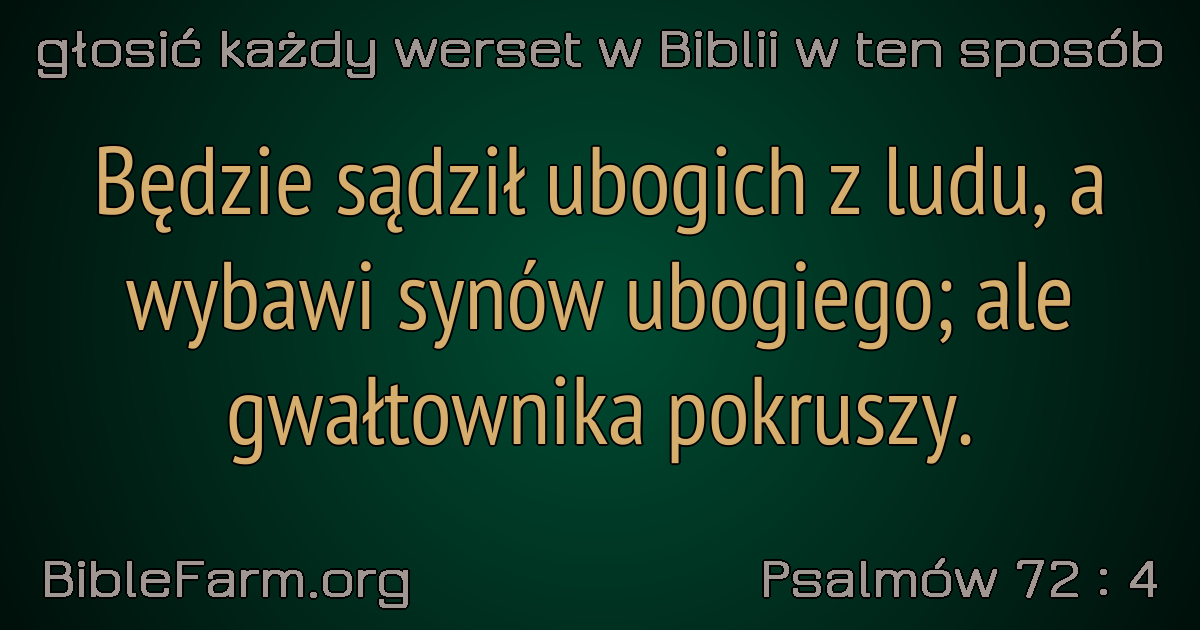 głosić każdy werset w Biblii w ten sposób
Będzie sądził ubogich z ludu, a
wybawi synów ubogiego; ale
gwałtownika pokruszy.
BibleFarm.org
Psalmów 72 : 4